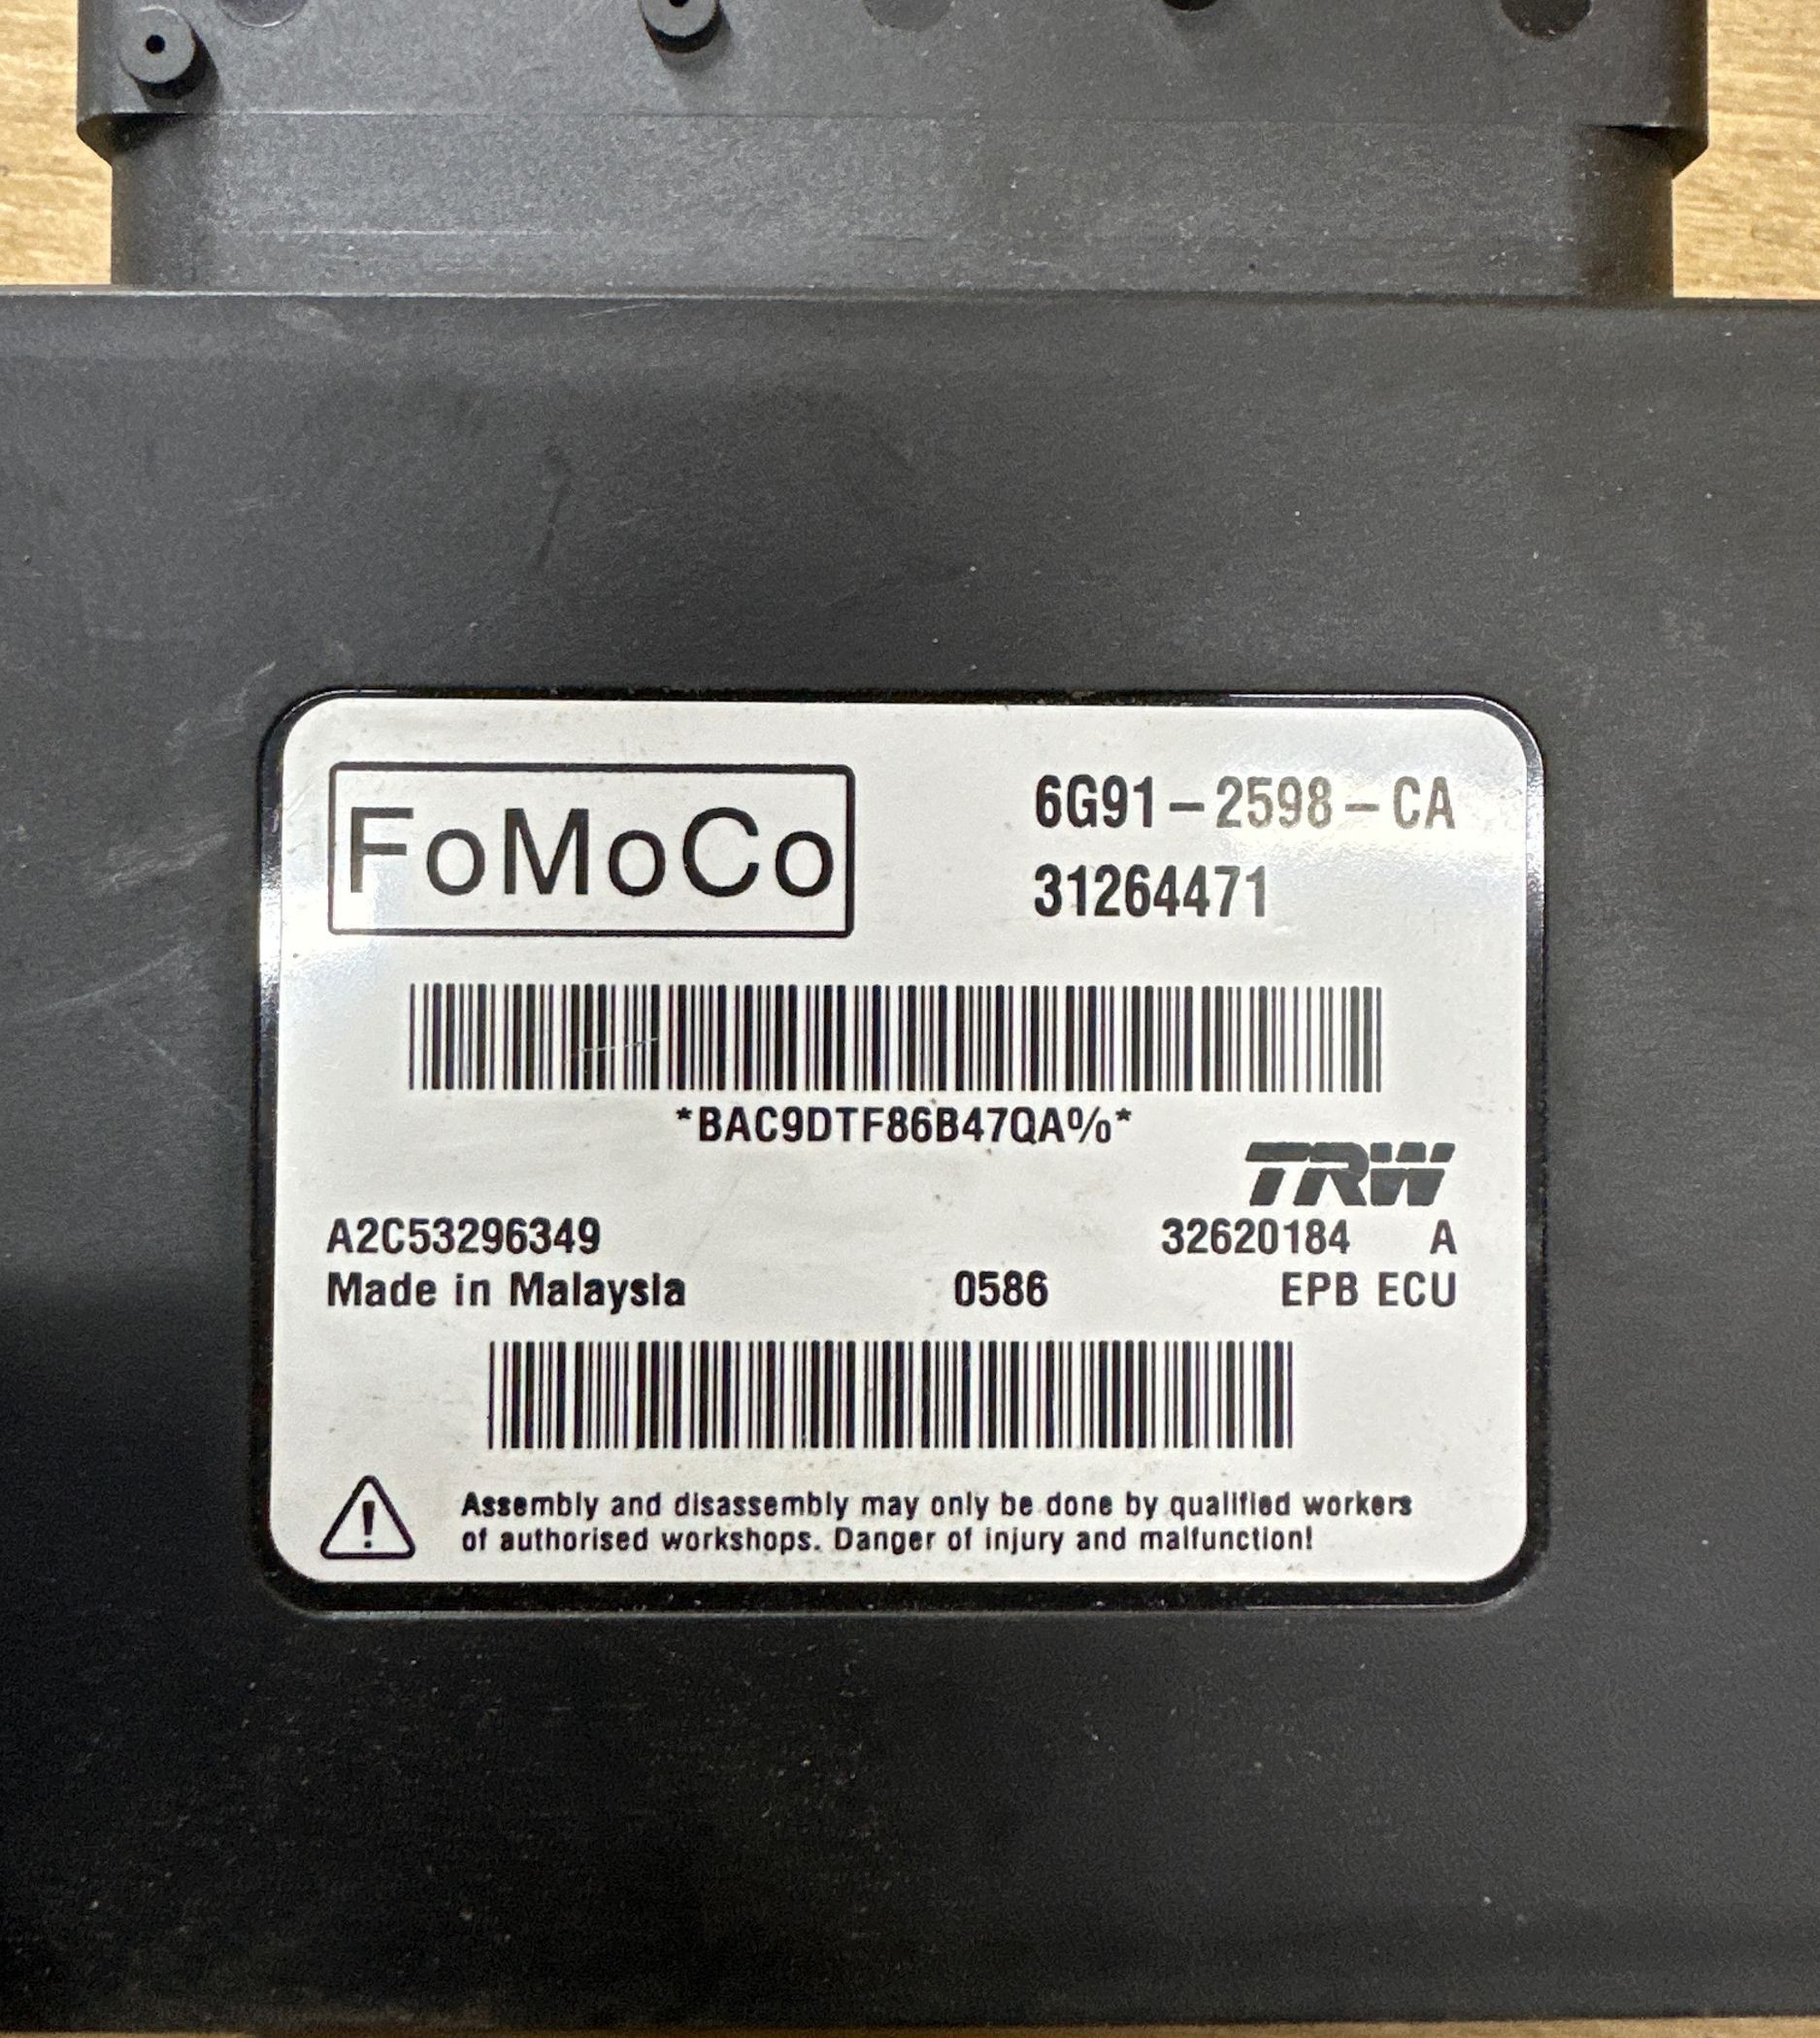 FoMoCo
6G91-2598-CA
31264471
*BAC9DTF86B47QA%*
TRW
A2C53296349
32620184 A
Made in Malaysia
0586
EPB ECU
Assembly and disassembly may only be done by qualified workers
of authorised workshops. Danger of injury and malfunction!